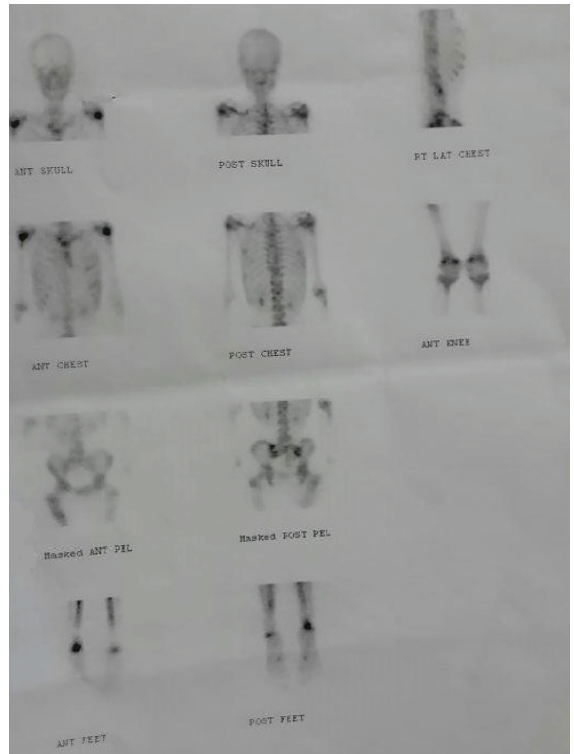 ANT SKULL
POST SKULL
RT LAT CHEST
ANT CHEST
POST CHEST
ANT KNEE
Masked ANT PEL
Masked POST PEL
ANT FEET
POST FEET